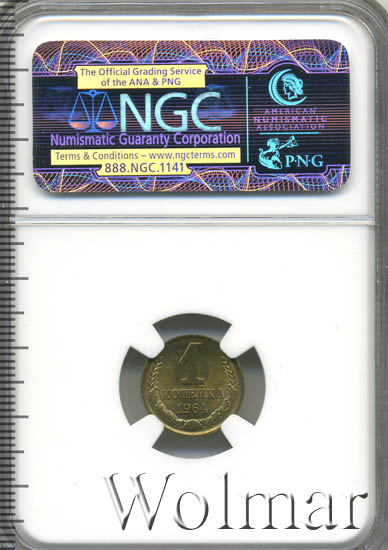 The Official Grading Service
of the ANA & PNG
NGC
Numismatic Guaranty Corporation
Terms & Conditions – www.ngcterms.com
888.NGC.1141
AMERICAN
NUMISMATIC
ASSOCIATION
P·N·G
1
КОПЕЙКА
1964
Wolmar